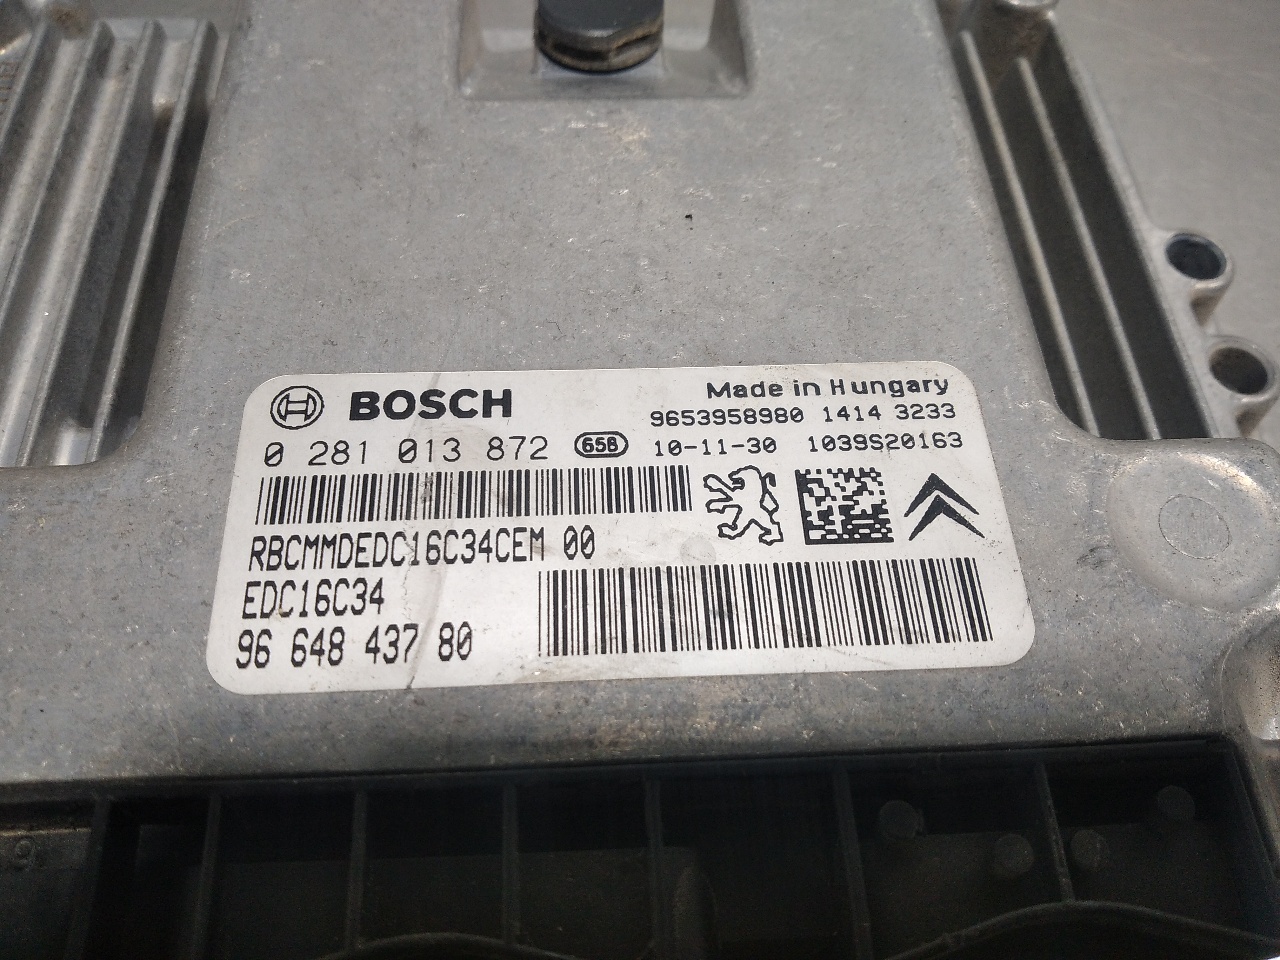 BOSCH
Made in Hungary
9653958980 1414 3233
0 281 013 872 65B 10-11-30 1039S20163
RBCMMDEDC16C34CEM 00
EDC16C34
96 648 437 80